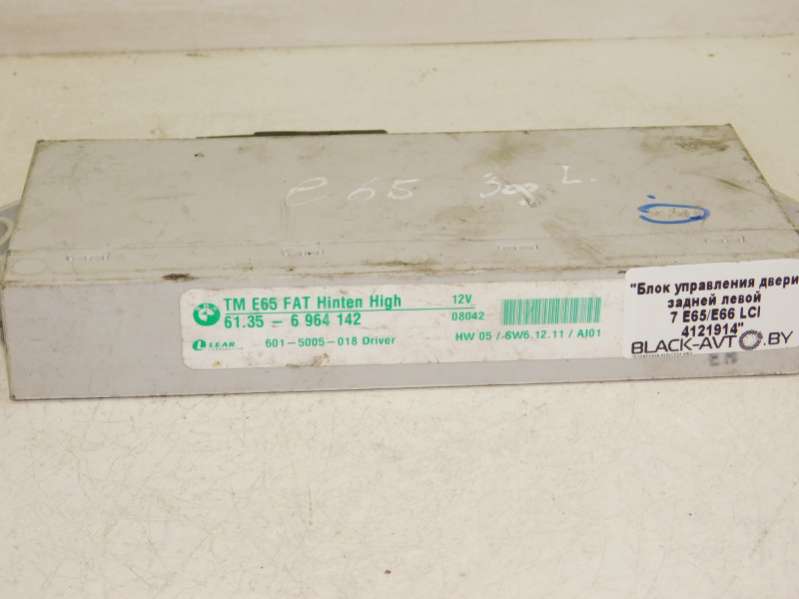 e 65 зад L.
TM E65 FAT Hinten High 12V
61.35 - 6 964 142 08042
LEAR 601-5005-018 Driver HW 05 / SW6.12.11 / AI01
"Блок управления двери
задней левой
7 E65/E66 LCI
4121914"
BLACK-AVTO.BY